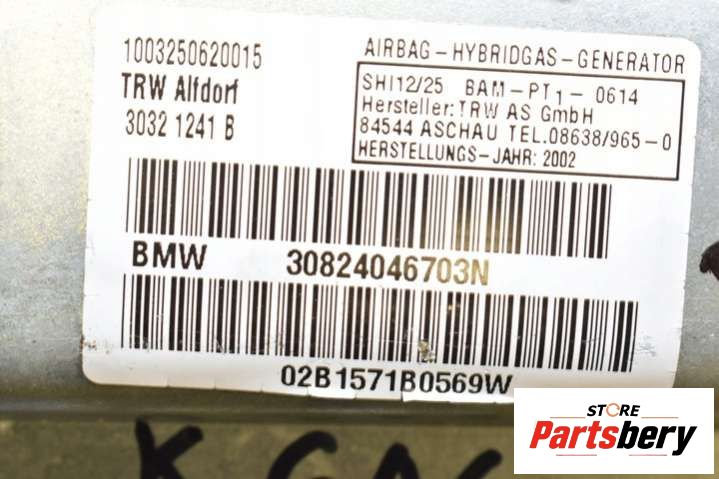 1003250620015
TRW Alfdorf
3032 1241 B
AIRBAG-HYBRIDGAS-GENERATOR
SHI12/25 BAM-PT1-0614
Hersteller: TRW AS GmbH
84544 ASCHAU TEL.08638/965-0
HERSTELLUNGS-JAHR: 2002
BMW 30824046703N
02B1571B0569W
STORE
Partsbery